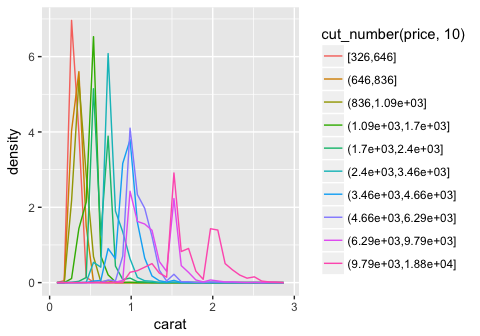 cut_number(price, 10)
6
4
2
0
density
0
1
2
3
carat
[326,646]
(646,836]
(836,1.09e+03]
(1.09e+03,1.7e+03]
(1.7e+03,2.4e+03]
(2.4e+03,3.46e+03]
(3.46e+03,4.66e+03]
(4.66e+03,6.29e+03]
(6.29e+03,9.79e+03]
(9.79e+03,1.88e+04]